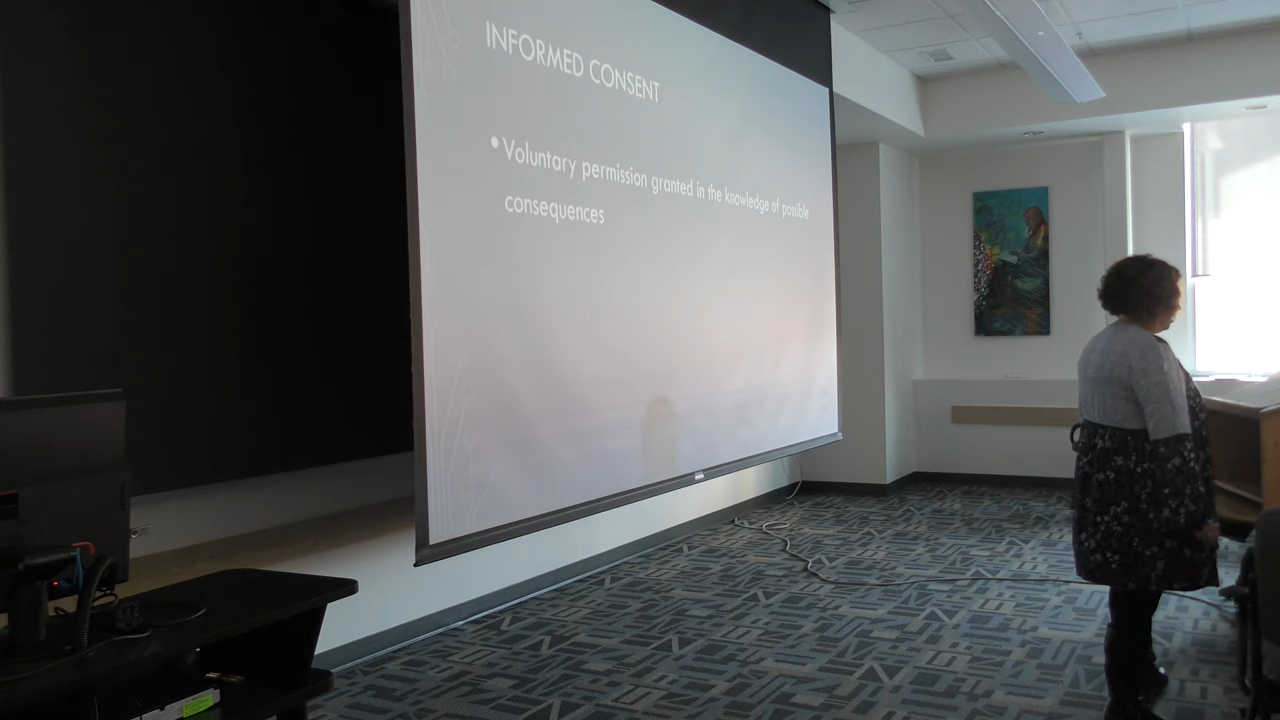 INFORMED CONSENT
• Voluntary permission granted in the knowledge of possible
consequences